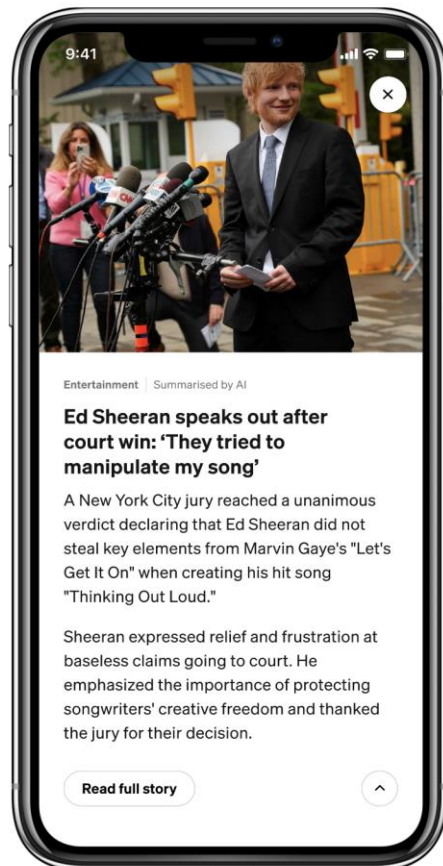 9:41
Entertainment | Summarised by AI
Ed Sheeran speaks out after
court win: ‘They tried to
manipulate my song’
A New York City jury reached a unanimous
verdict declaring that Ed Sheeran did not
steal key elements from Marvin Gaye's "Let's
Get It On" when creating his hit song
"Thinking Out Loud."
Sheeran expressed relief and frustration at
baseless claims going to court. He
emphasized the importance of protecting
songwriters' creative freedom and thanked
the jury for their decision.
Read full story